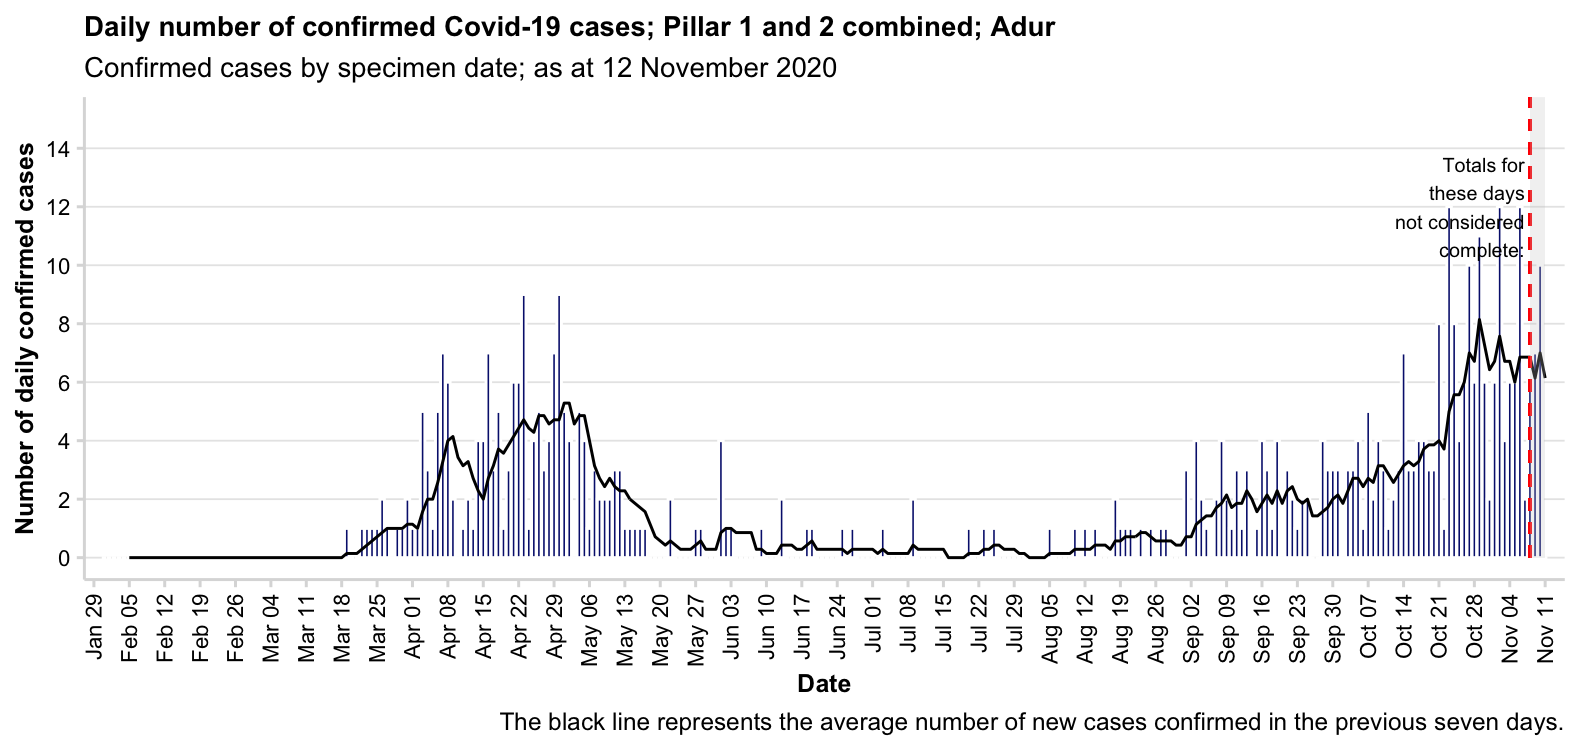 Daily number of confirmed Covid-19 cases; Pillar 1 and 2 combined; Adur
Confirmed cases by specimen date; as at 12 November 2020
Number of daily confirmed cases
14
12
10
8
6
4
2
0
Totals for
these days
not considered
complete:
Jan 29
Feb 05
Feb 12
Feb 19
Feb 26
Mar 04
Mar 11
Mar 18
Mar 25
Apr 01
Apr 08
Apr 15
Apr 22
Apr 29
May 06
May 13
May 20
May 27
Jun 03
Jun 10
Jun 17
Jun 24
Jul 01
Jul 08
Jul 15
Jul 22
Jul 29
Aug 05
Aug 12
Aug 19
Aug 26
Sep 02
Sep 09
Sep 16
Sep 23
Sep 30
Oct 07
Oct 14
Oct 21
Oct 28
Nov 04
Nov 11
Date
The black line represents the average number of new cases confirmed in the previous seven days.